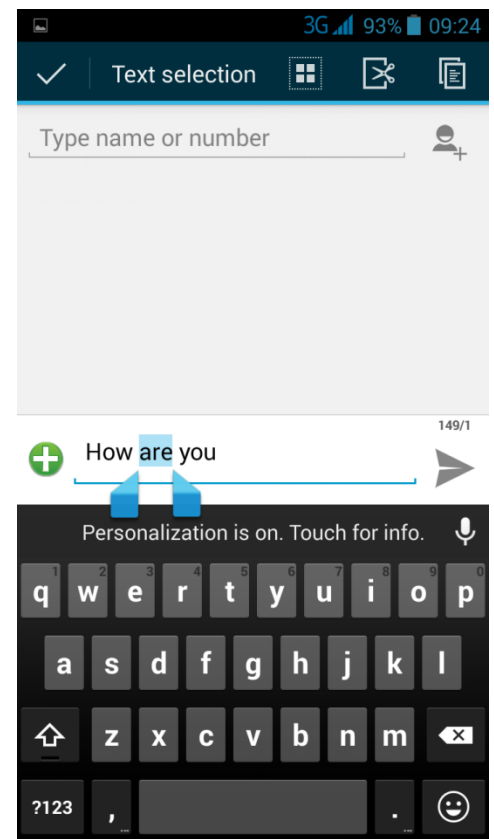 3G 93% 09:24
Text selection
Type name or number
149/1
How are you
Personalization is on. Touch for info.
1 2 3 4 5 6 7 8 9 0
q w e r t y u i o p
a s d f g h j k l
z x c v b n m
?123 , .